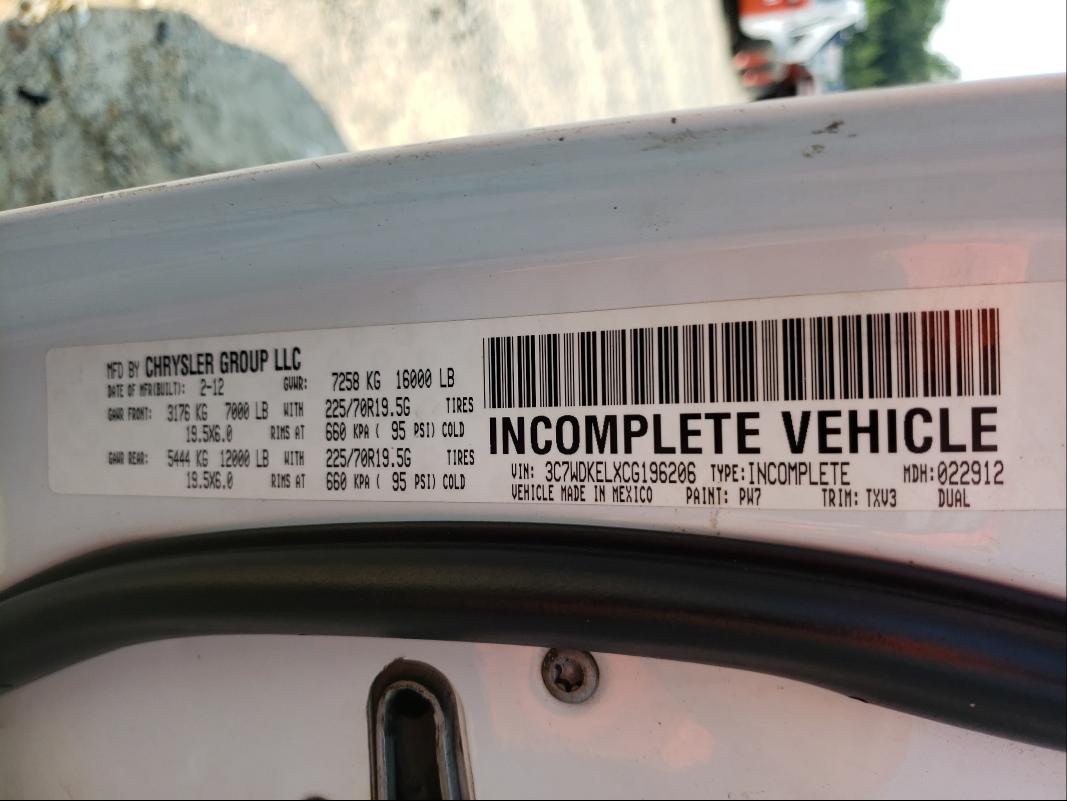 MFD BY CHRYSLER GROUP LLC
DATE OF MFR(BUILT): 2-12 GVWR: 7258 KG 16000 LB
GAWR FRONT: 3176 KG 7000 LB WITH 225/70R19.5G TIRES
19.5X6.0 RIMS AT 660 KPA ( 95 PSI) COLD
GAWR REAR: 5444 KG 12000 LB WITH 225/70R19.5G TIRES
19.5X6.0 RIMS AT 660 KPA ( 95 PSI) COLD
INCOMPLETE VEHICLE
VIN: 3C7WDKELXCG196206 TYPE: INCOMPLETE MDH: 022912
VEHICLE MADE IN MEXICO PAINT: PW7 TRIM: TXV3 DUAL